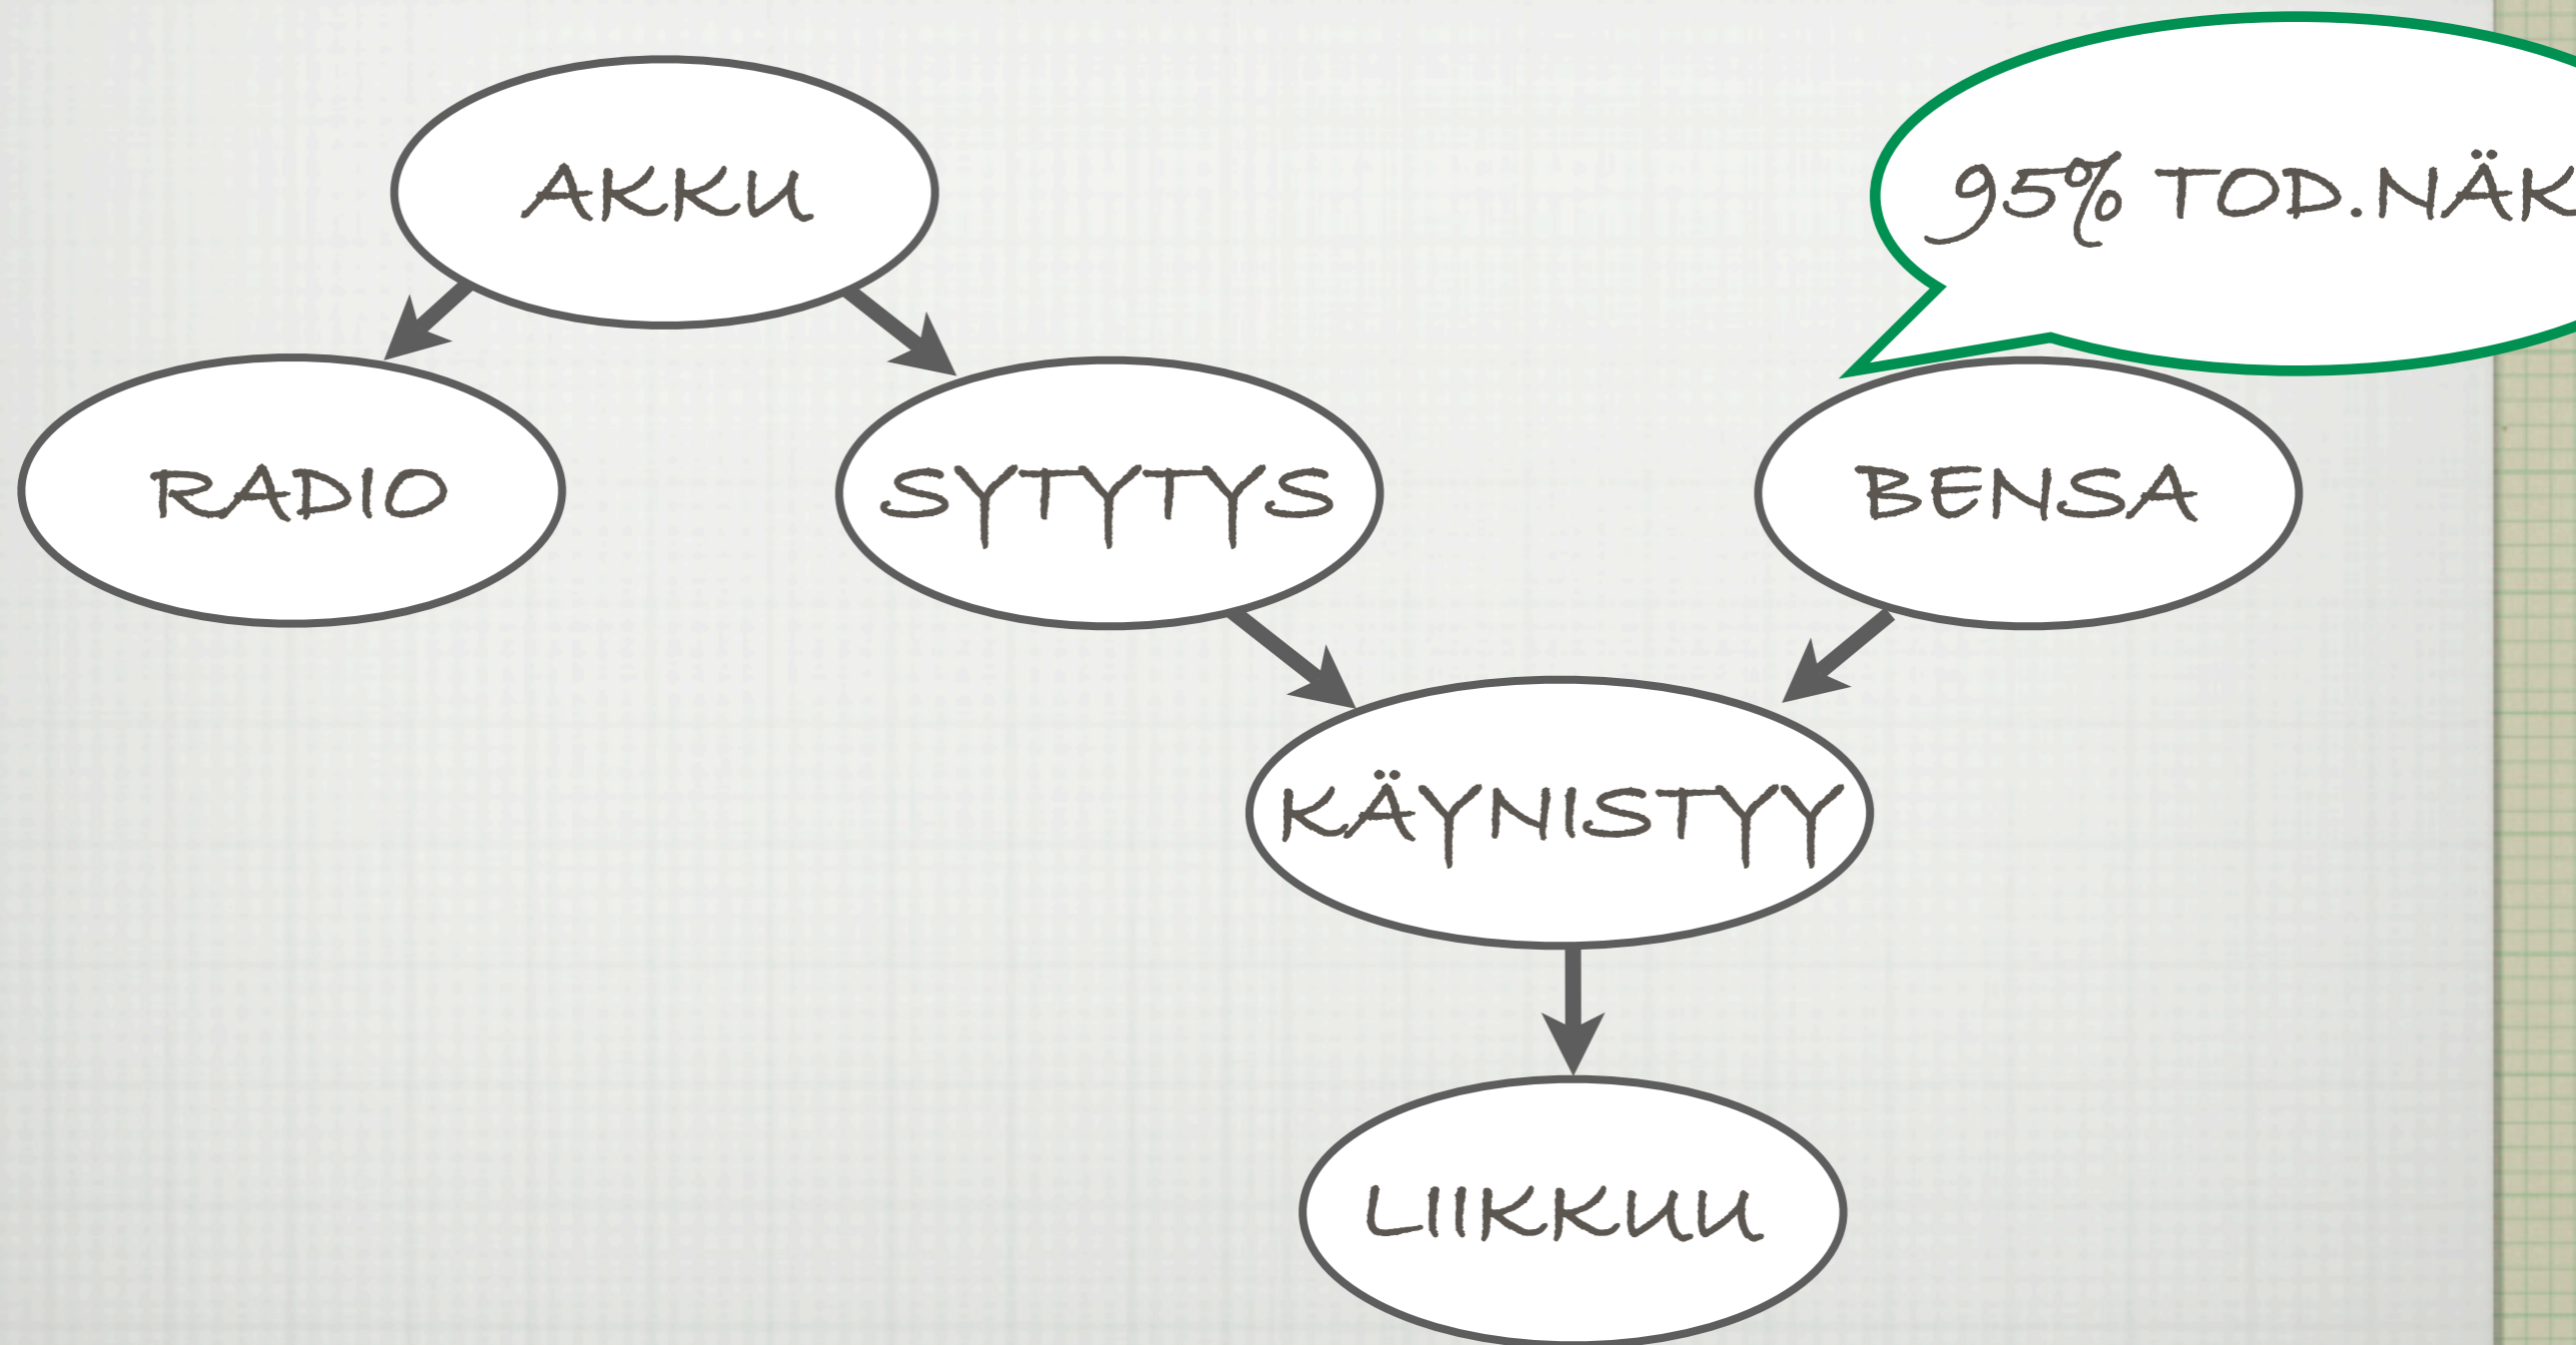 AKKU
95% TOD.NÄK
RADIO
SYTYTYS
BENSA
KÄYNISTYY
LIIKKUU